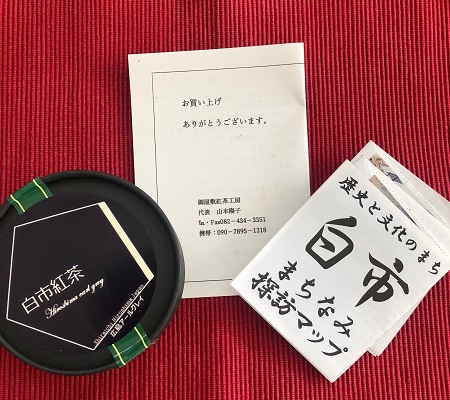 白市紅茶
Hiroshima earl grey
広島アールグレイ
お買い上げ
ありがとうございます。
御屋敷紅茶工房
代表 山本陽子
℡・Fax082-434-3351
携帯：090-7895-1318
歴史と文化のまち
白市
まちなみ
探訪マップ